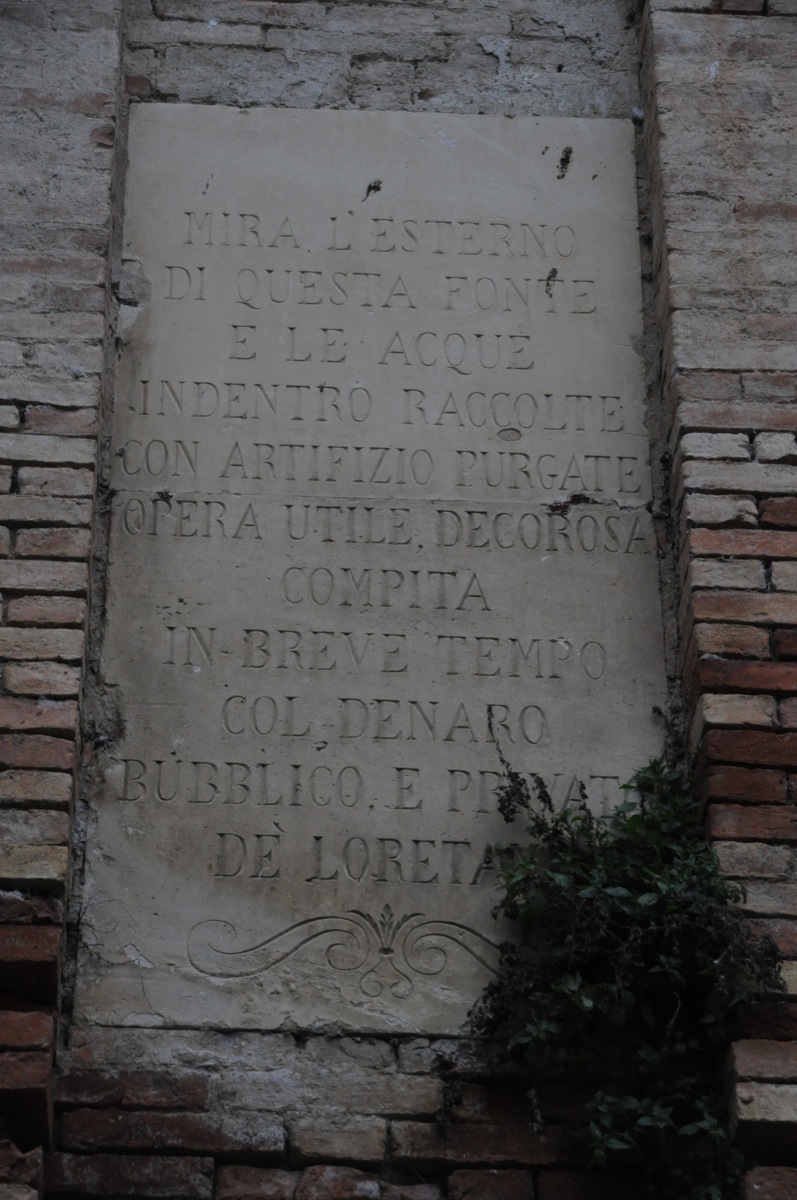 MIRA, L'ESTERNO
DI QUESTA FONTE
E LE ACQUE
INDENTRO RACCOLTE
CON ARTIFIZIO PURGATE
OPERA UTILE, DECOROSA
COMPITA
IN BREVE TEMPO
COL DENARO
PUBBLICO, E
DÈ